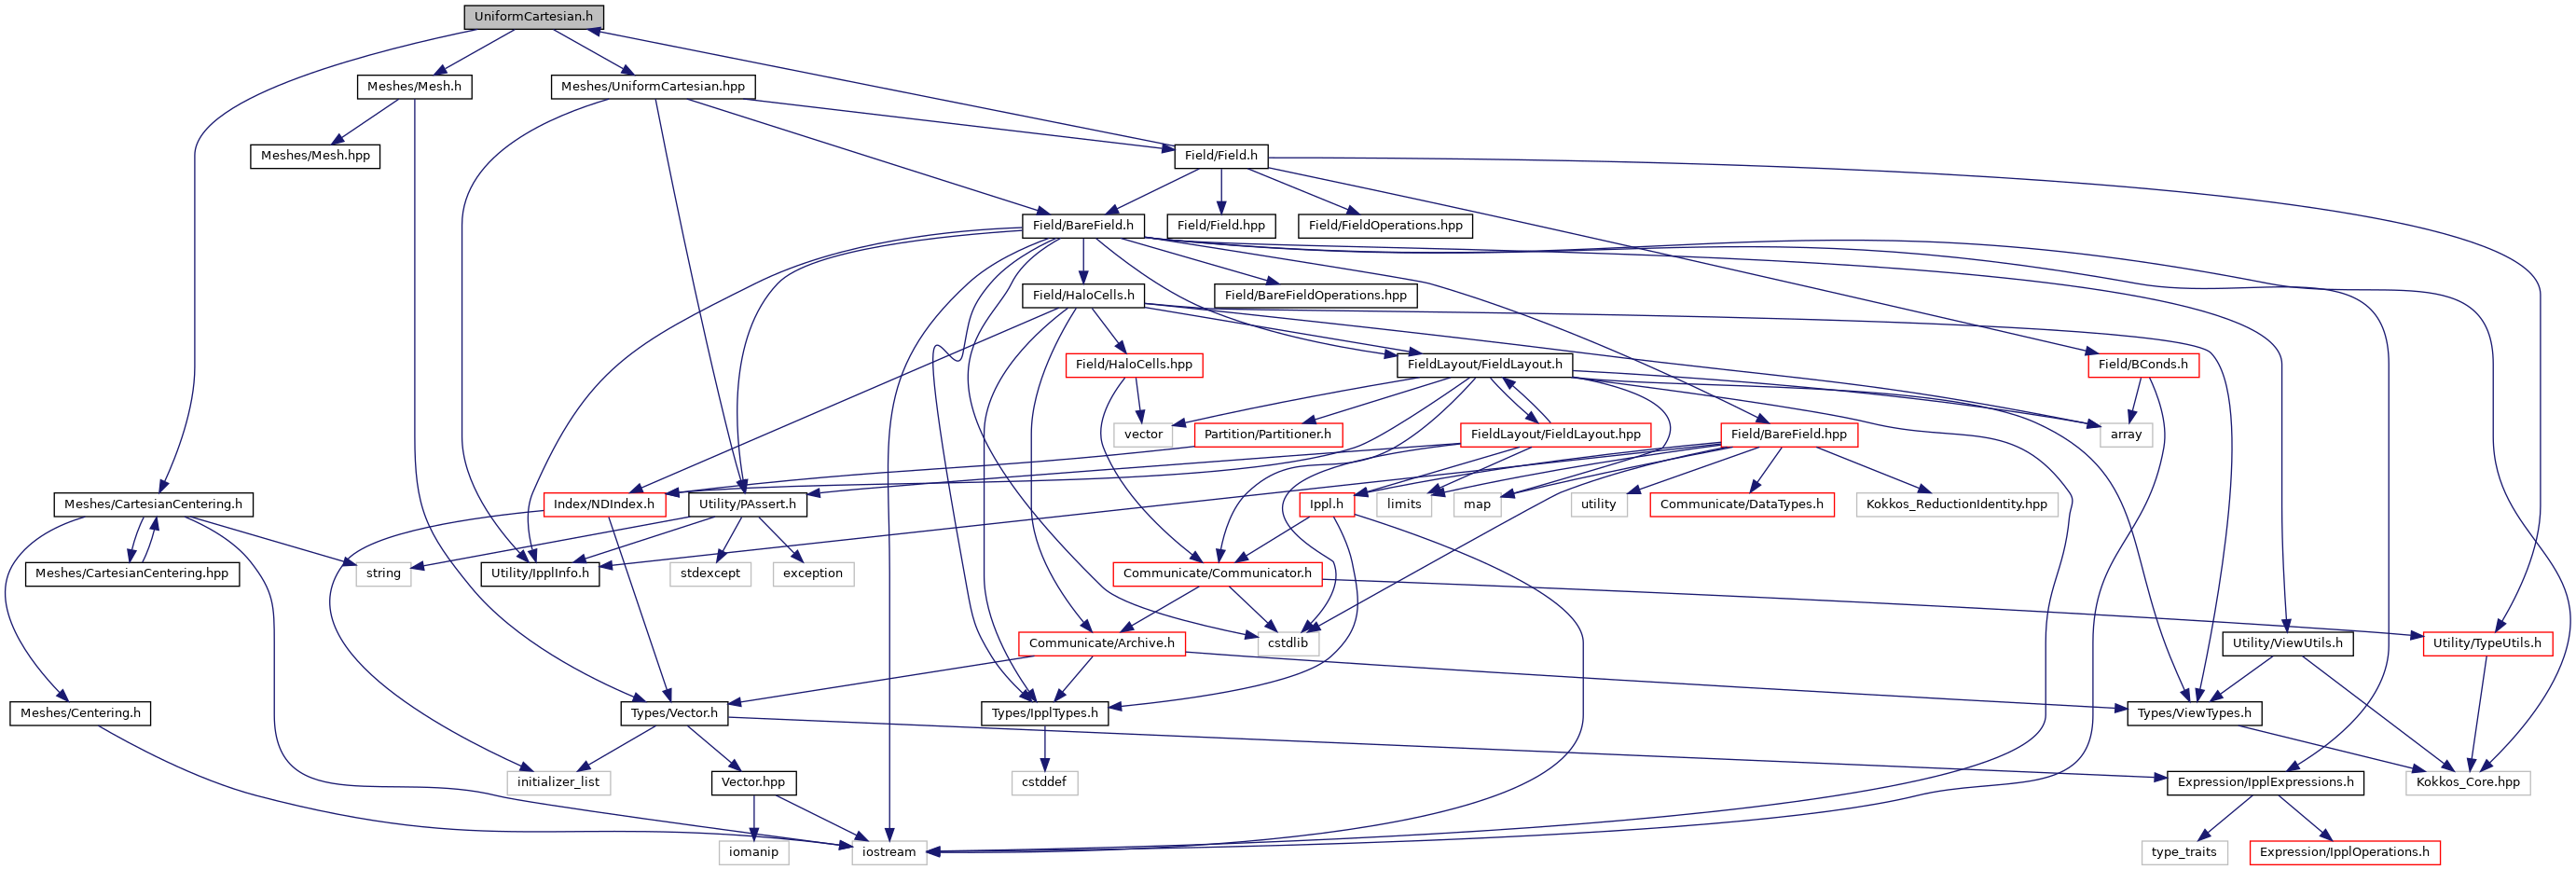 UniformCartesian.h
Meshes/Mesh.h
Meshes/UniformCartesian.hpp
Meshes/Mesh.hpp
Field/Field.h
Field/BareField.h
Field/Field.hpp
Field/FieldOperations.hpp
Field/HaloCells.h
Field/BareFieldOperations.hpp
Field/HaloCells.hpp
FieldLayout/FieldLayout.h
Field/BConds.h
vector
Partition/Partitioner.h
FieldLayout/FieldLayout.hpp
Field/BareField.hpp
array
Meshes/CartesianCentering.h
Index/NDIndex.h
Utility/PAssert.h
Ippl.h
limits
map
utility
Communicate/DataTypes.h
Kokkos_ReductionIdentity.hpp
Meshes/CartesianCentering.hpp
string
Utility/IpplInfo.h
stdexcept
exception
Communicate/Communicator.h
Communicate/Archive.h
cstdlib
Utility/ViewUtils.h
Utility/TypeUtils.h
Meshes/Centering.h
Types/Vector.h
Types/IpplTypes.h
Types/ViewTypes.h
initializer_list
Vector.hpp
cstddef
Expression/IpplExpressions.h
Kokkos_Core.hpp
iomanip
iostream
type_traits
Expression/IpplOperations.h